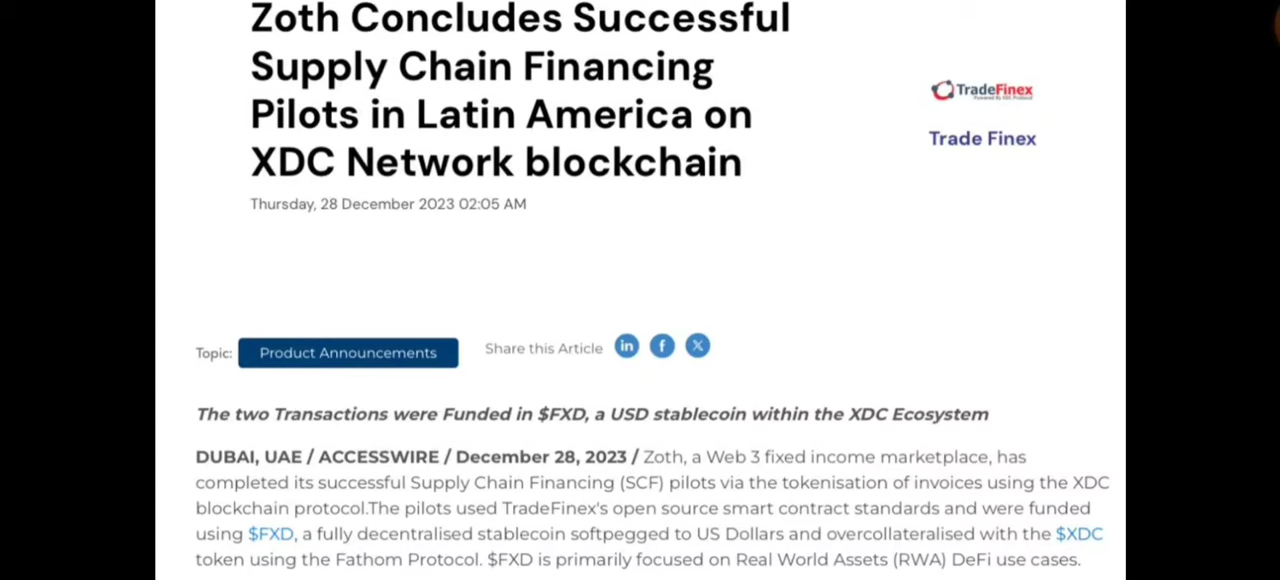 Zoth Concludes Successful
Supply Chain Financing
Pilots in Latin America on
XDC Network blockchain
Thursday, 28 December 2023 02:05 AM
TradeFinex
Powered By XDC Protocol
Trade Finex
Topic: Product Announcements Share this Article in f X
The two Transactions were Funded in $FXD, a USD stablecoin within the XDC Ecosystem
DUBAI, UAE / ACCESSWIRE / December 28, 2023 / Zoth, a Web 3 fixed income marketplace, has
completed its successful Supply Chain Financing (SCF) pilots via the tokenisation of invoices using the XDC
blockchain protocol.The pilots used TradeFinex's open source smart contract standards and were funded
using $FXD, a fully decentralised stablecoin softpegged to US Dollars and overcollateralised with the $XDC
token using the Fathom Protocol. $FXD is primarily focused on Real World Assets (RWA) DeFi use cases.